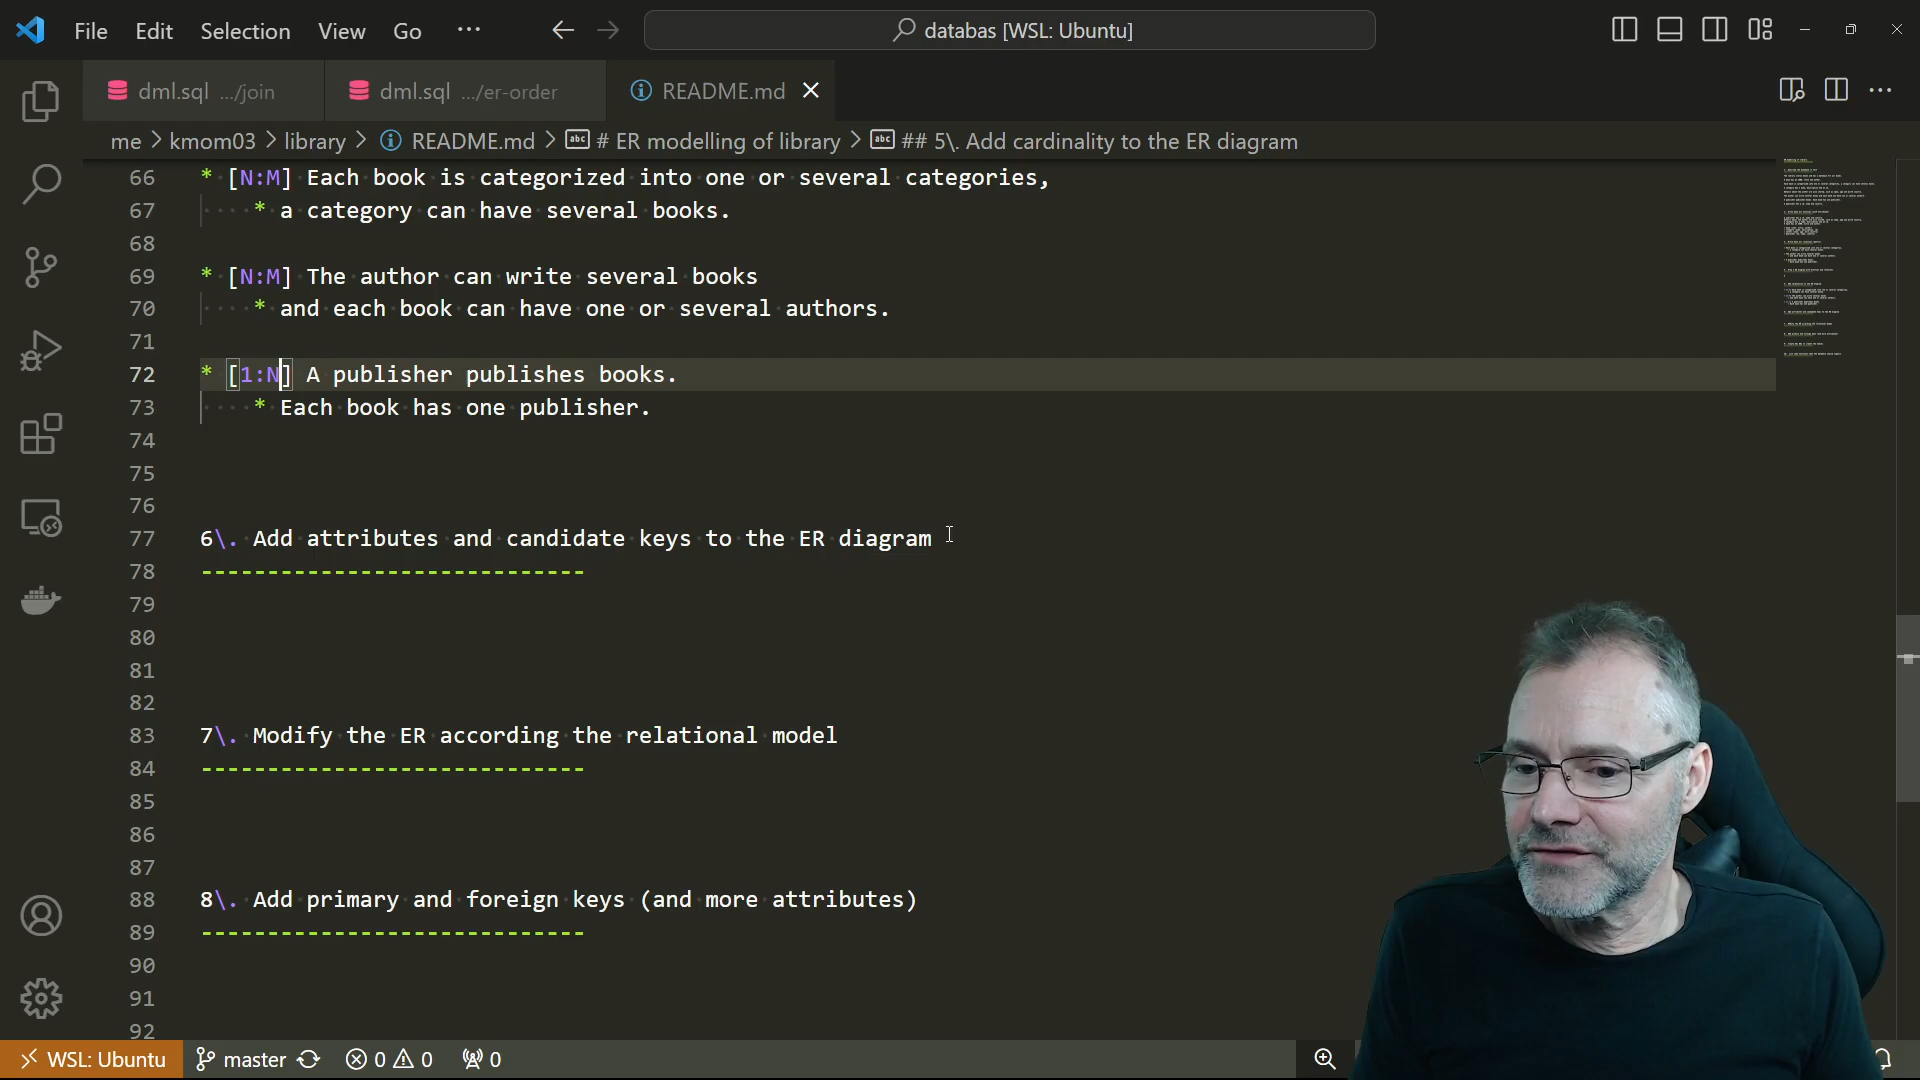 File Edit Selection View Go ···
databas [WSL: Ubuntu]
dml.sql .../join
dml.sql .../er-order
README.md
me > kmom03 > library > README.md > # ER modelling of library > ## 5\. Add cardinality to the ER diagram
66 * [N:M] Each book is categorized into one or several categories,
67 * a category can have several books.
68
69 * [N:M] The author can write several books
70 * and each book can have one or several authors.
71
72 * [1:N] A publisher publishes books.
73 * Each book has one publisher.
74
75
76
77 6\. Add attributes and candidate keys to the ER diagram
78 -----------------------------
79
80
81
82
83 7\. Modify the ER according the relational model
84 -----------------------------
85
86
87
88 8\. Add primary and foreign keys (and more attributes)
89 -----------------------------
90
91
92
WSL: Ubuntu master 0 0 0